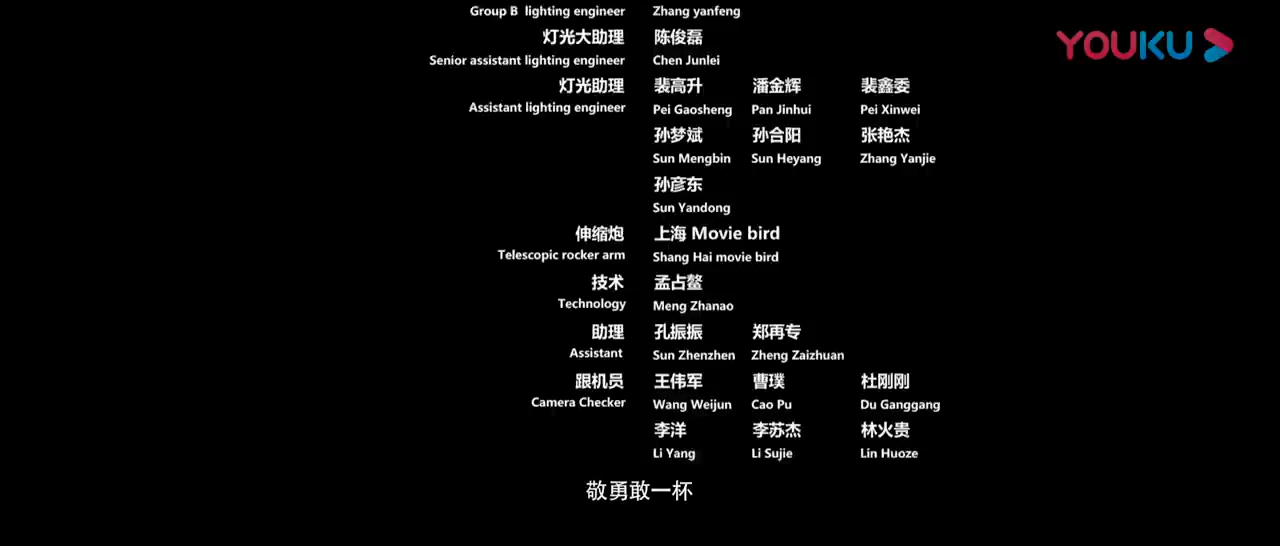 Group B lighting engineer Zhang yanfeng
YOUKU
灯光大助理 陈俊磊
Senior assistant lighting engineer Chen Junlei
灯光助理 裴高升 潘金辉 裴鑫委
Assistant lighting engineer Pei Gaosheng Pan Jinhui Pei Xinwei
孙梦斌 孙合阳 张艳杰
Sun Mengbin Sun Heyang Zhang Yanjie
孙彦东
Sun Yandong
伸缩炮 上海 Movie bird
Telescopic rocker arm Shang Hai movie bird
技术 孟占鳌
Technology Meng Zhanao
助理 孔振振 郑再专
Assistant Sun Zhenzhen Zheng Zaizhuan
跟机员 王伟军 曹璞 杜刚刚
Camera Checker Wang Weijun Cao Pu Du Ganggang
李洋 李苏杰 林火贵
Li Yang Li Sujie Lin Huoze
敬勇敢一杯